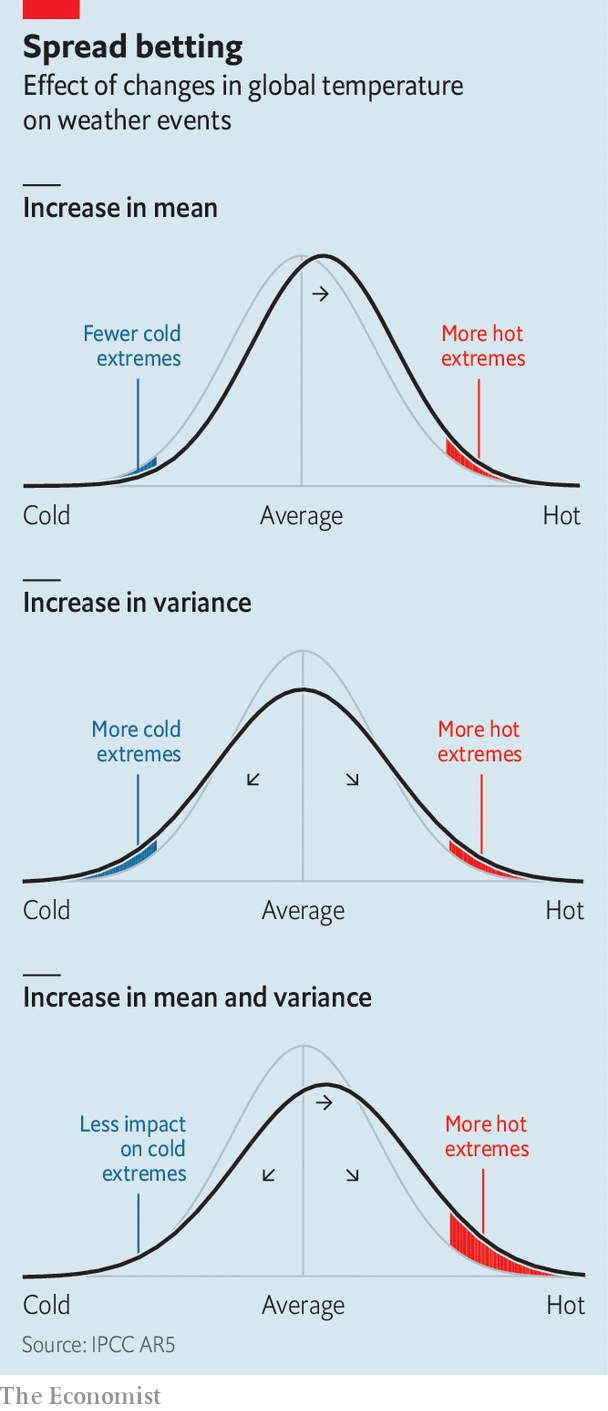 Spread betting
Effect of changes in global temperature
on weather events
Increase in mean
Fewer cold
extremes
More hot
extremes
Cold
Average
Hot
Increase in variance
More cold
extremes
More hot
extremes
Cold
Average
Hot
Increase in mean and variance
Less impact
on cold
extremes
More hot
extremes
Cold
Average
Hot
Source: IPCC AR5
The Economist